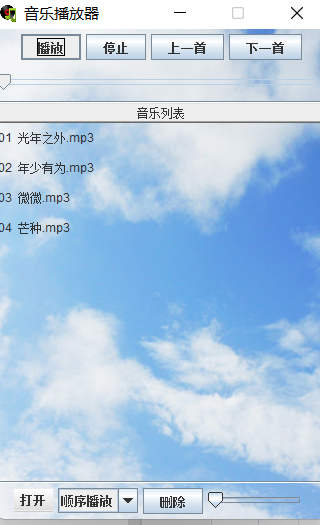 音乐播放器
播放 停止 上一首 下一首
音乐列表
01 光年之外.mp3
02 年少有为.mp3
03 微微.mp3
04 芒种.mp3
打开 顺序播放 删除